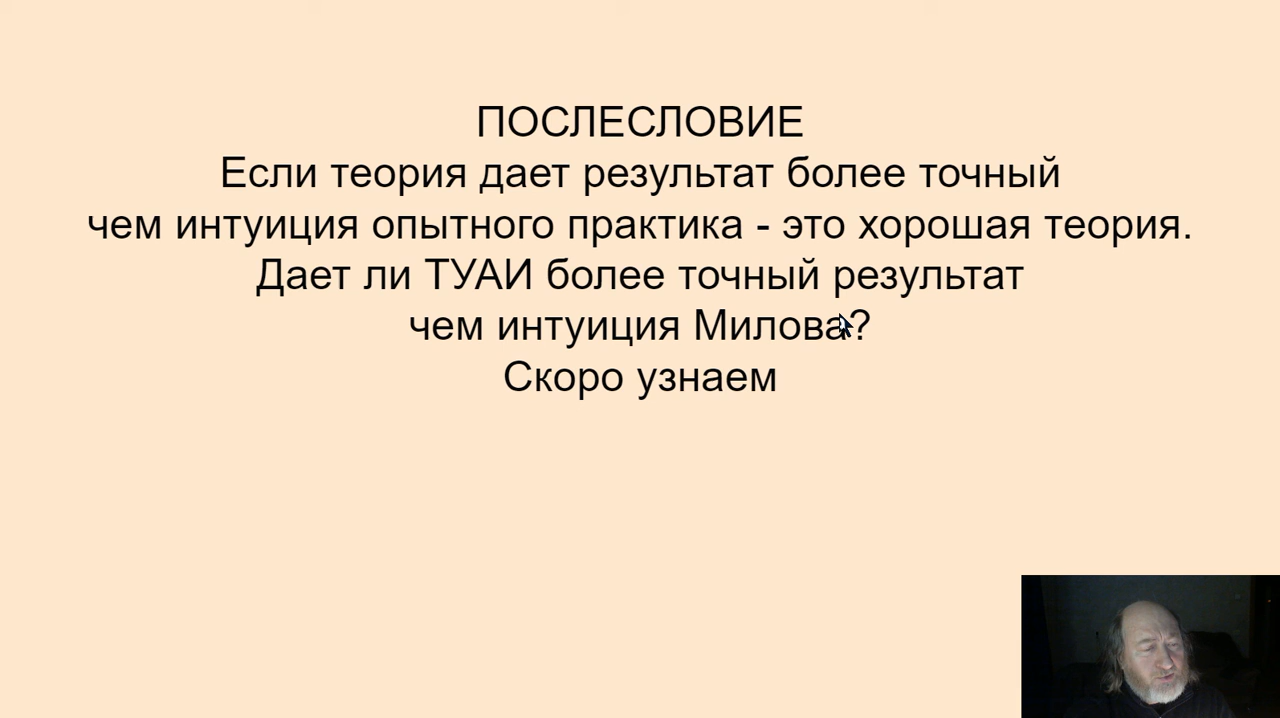 ПОСЛЕСЛОВИЕ
Если теория дает результат более точный
чем интуиция опытного практика - это хорошая теория.
Дает ли ТУАИ более точный результат
чем интуиция Милова?
Скоро узнаем